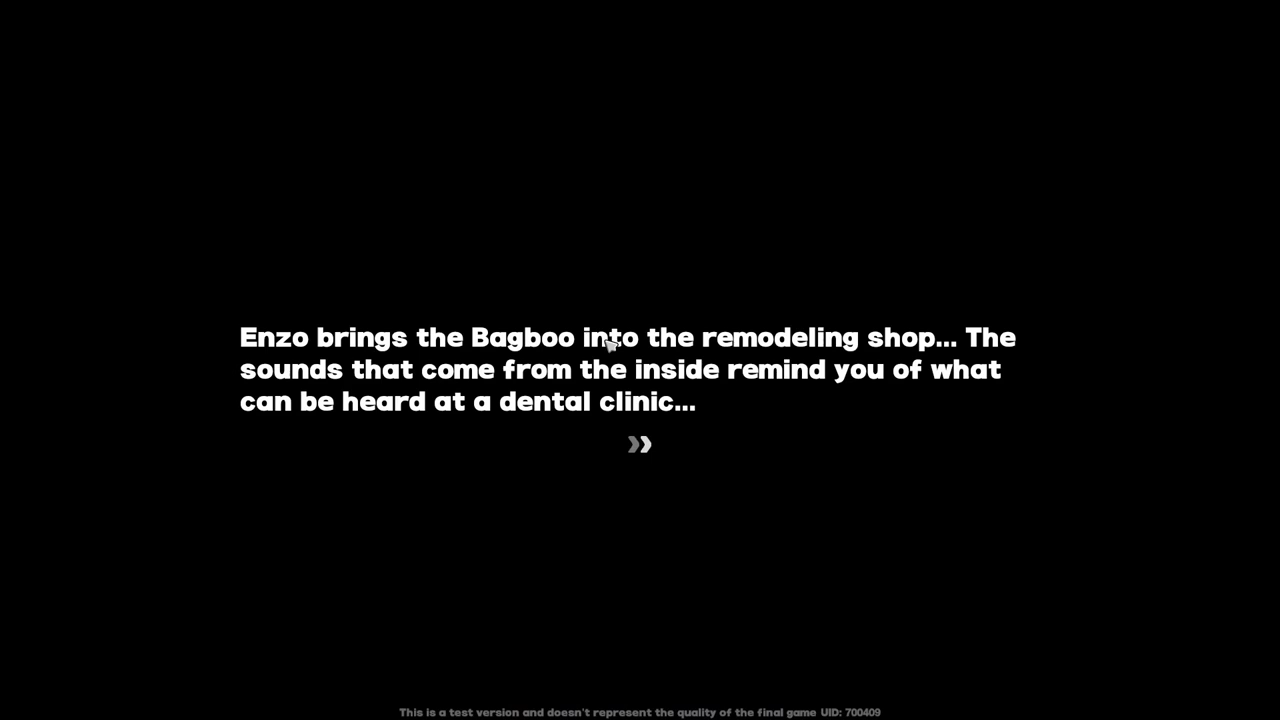 Enzo brings the Bagboo into the remodeling shop... The
sounds that come from the inside remind you of what
can be heard at a dental clinic...
This is a test version and doesn't represent the quality of the final game UID: 700409